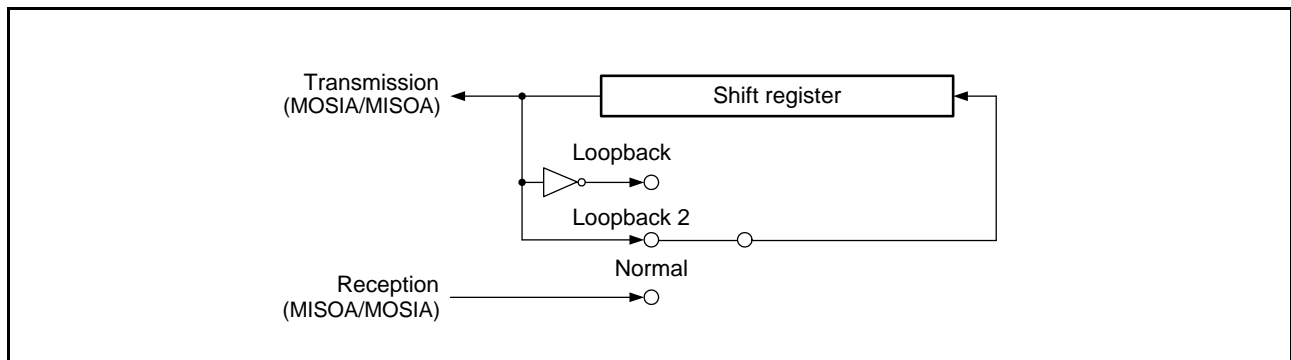 Transmission
(MOSIA/MISOA)
Shift register
Loopback
Loopback 2
Normal
Reception
(MISOA/MOSIA)